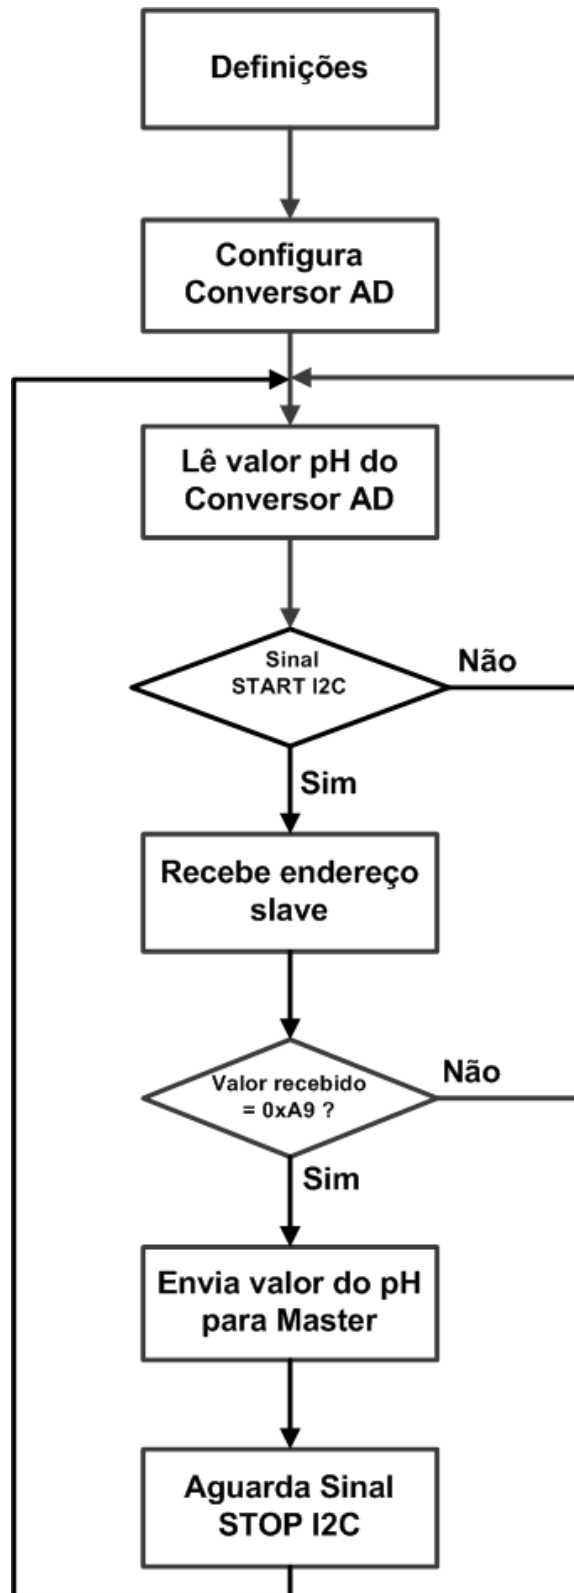 Definições
Configura
Conversor AD
Lê valor pH do
Conversor AD
Sinal
START I2C
Não
Sim
Recebe endereço
slave
Valor recebido
= 0xA9 ?
Não
Sim
Envia valor do pH
para Master
Aguarda Sinal
STOP I2C